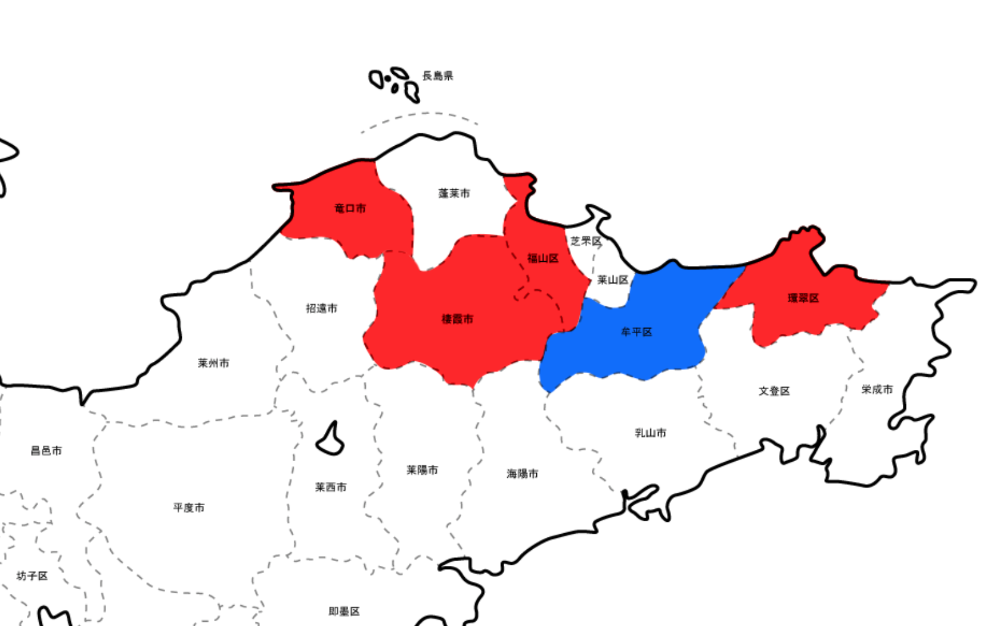 長島県
蓬莱市
竜口市
芝罘区
福山区
莱山区
環翠区
招遠市
棲霞市
牟平区
莱州市
文登区
栄成市
乳山市
昌邑市
莱陽市
海陽市
莱西市
平度市
坊子区
即墨区